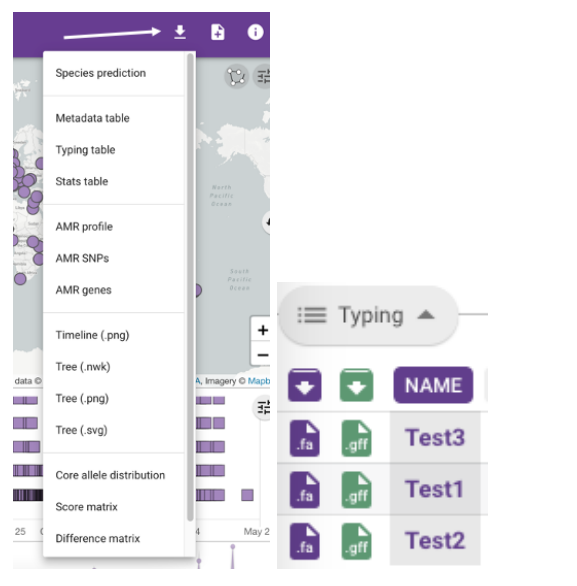 Species prediction
Metadata table
Typing table
Stats table
AMR profile
AMR SNPs
AMR genes
Timeline (.png)
Tree (.nwk)
Tree (.png)
Tree (.svg)
Core allele distribution
Score matrix
Difference matrix
North
Pacific
Ocean
South
Pacific
Ocean
+
−
data ©
A, Imagery © Mapb
25
4
May 2
Typing
NAME
.fa .gff Test3
.fa .gff Test1
.fa .gff Test2